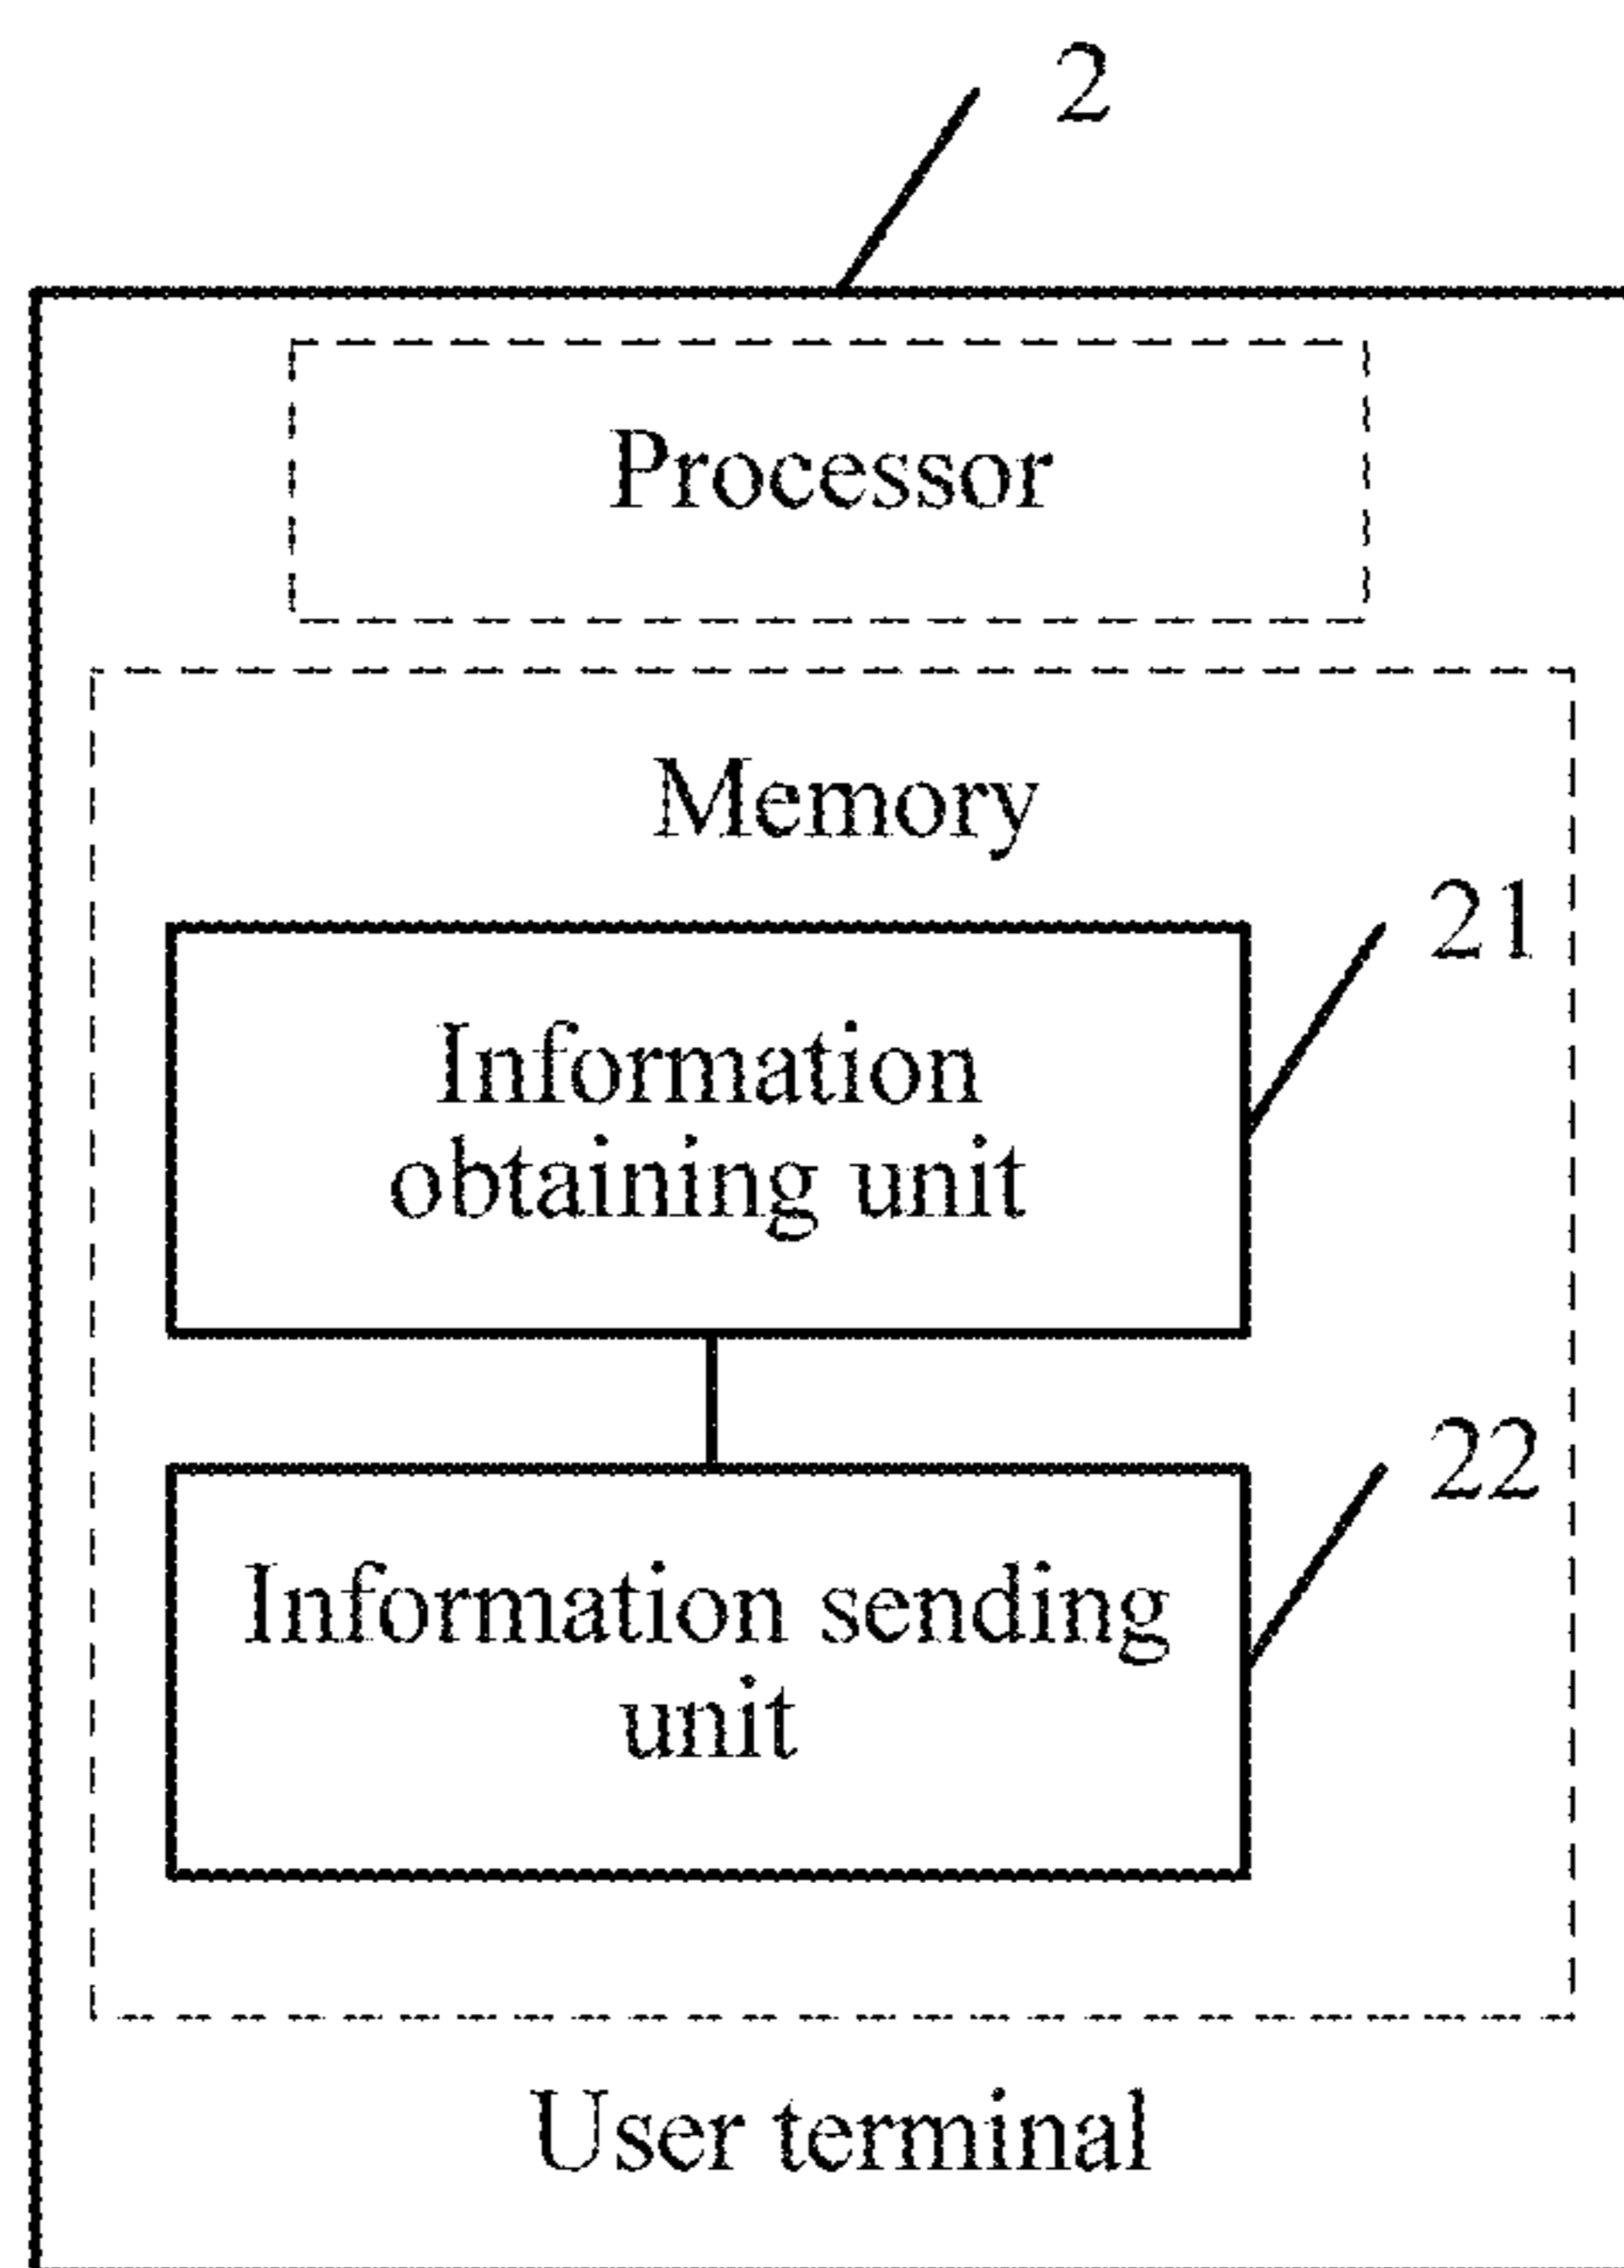 2
Processor
Memory
21
Information
obtaining unit
22
Information sending
unit
User terminal